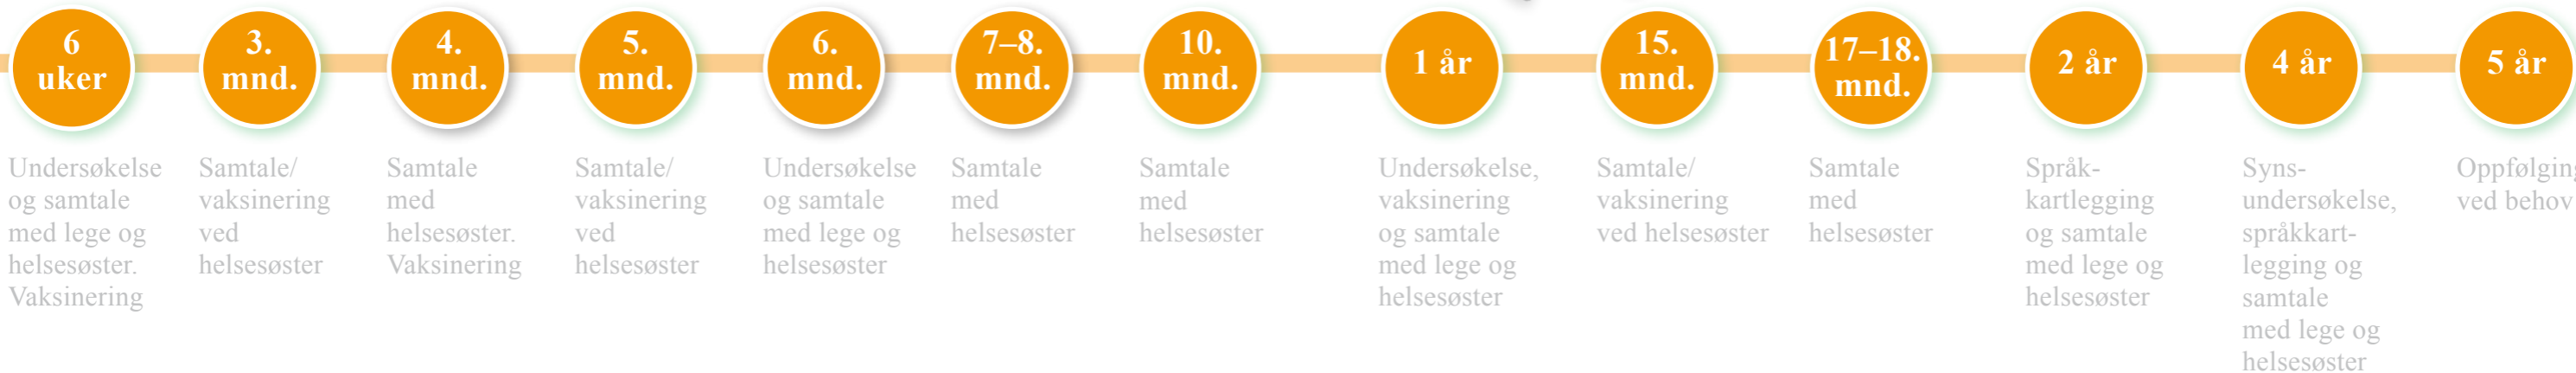 6
uker
Undersøkelse
og samtale
med lege og
helsesøster.
Vaksinering
3.
mnd.
Samtale/
vaksinering
ved
helsesøster
4.
mnd.
Samtale
med
helsesøster.
Vaksinering
5.
mnd.
Samtale/
vaksinering
ved
helsesøster
6.
mnd.
Undersøkelse
og samtale
med lege og
helsesøster
7–8.
mnd.
Samtale
med
helsesøster
10.
mnd.
Samtale
med
helsesøster
1 år
Undersøkelse,
vaksinering
og samtale
med lege og
helsesøster
15.
mnd.
Samtale/
vaksinering
ved helsesøster
17–18.
mnd.
Samtale
med
helsesøster
2 år
Språk-
kartlegging
og samtale
med lege og
helsesøster
4 år
Syns-
undersøkelse,
språkkart-
legging og
samtale
med lege og
helsesøster
5 år
Oppfølging
ved behov